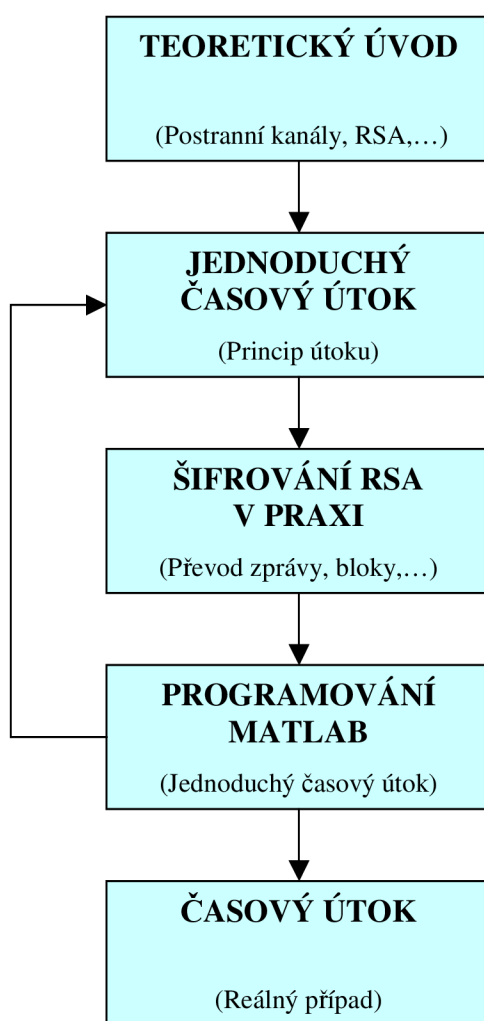 TEORETICKÝ ÚVOD
(Postranní kanály, RSA,…)
JEDNODUCHÝ
ČASOVÝ ÚTOK
(Princip útoku)
ŠIFROVÁNÍ RSA
V PRAXI
(Převod zprávy, bloky,…)
PROGRAMOVÁNÍ
MATLAB
(Jednoduchý časový útok)
ČASOVÝ ÚTOK
(Reálný případ)